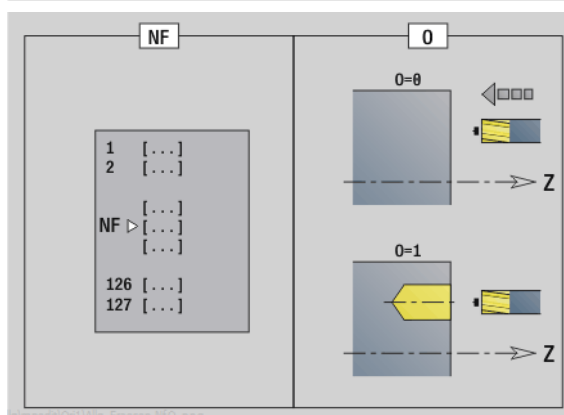 NF
1 [...]
2 [...]
[...]
NF [...]
[...]
126 [...]
127 [...]
O
O=0
Z
O=1
Z